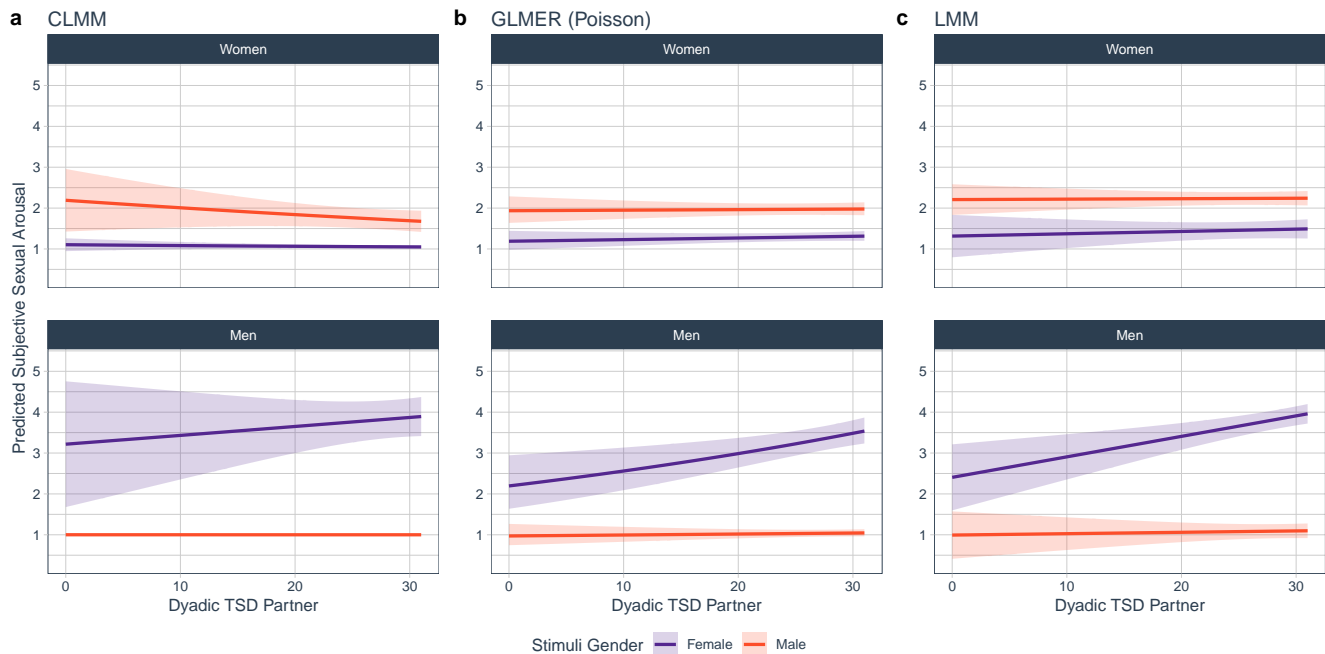 a CLMM
b GLMER (Poisson)
c LMM
Women
Women
Women
5
4
3
2
1
5
4
3
2
1
5
4
3
2
1
Predicted Subjective Sexual Arousal
Men
Men
Men
5
4
3
2
1
5
4
3
2
1
5
4
3
2
1
0 10 20 30
0 10 20 30
0 10 20 30
Dyadic TSD Partner
Dyadic TSD Partner
Dyadic TSD Partner
Stimuli Gender Female Male